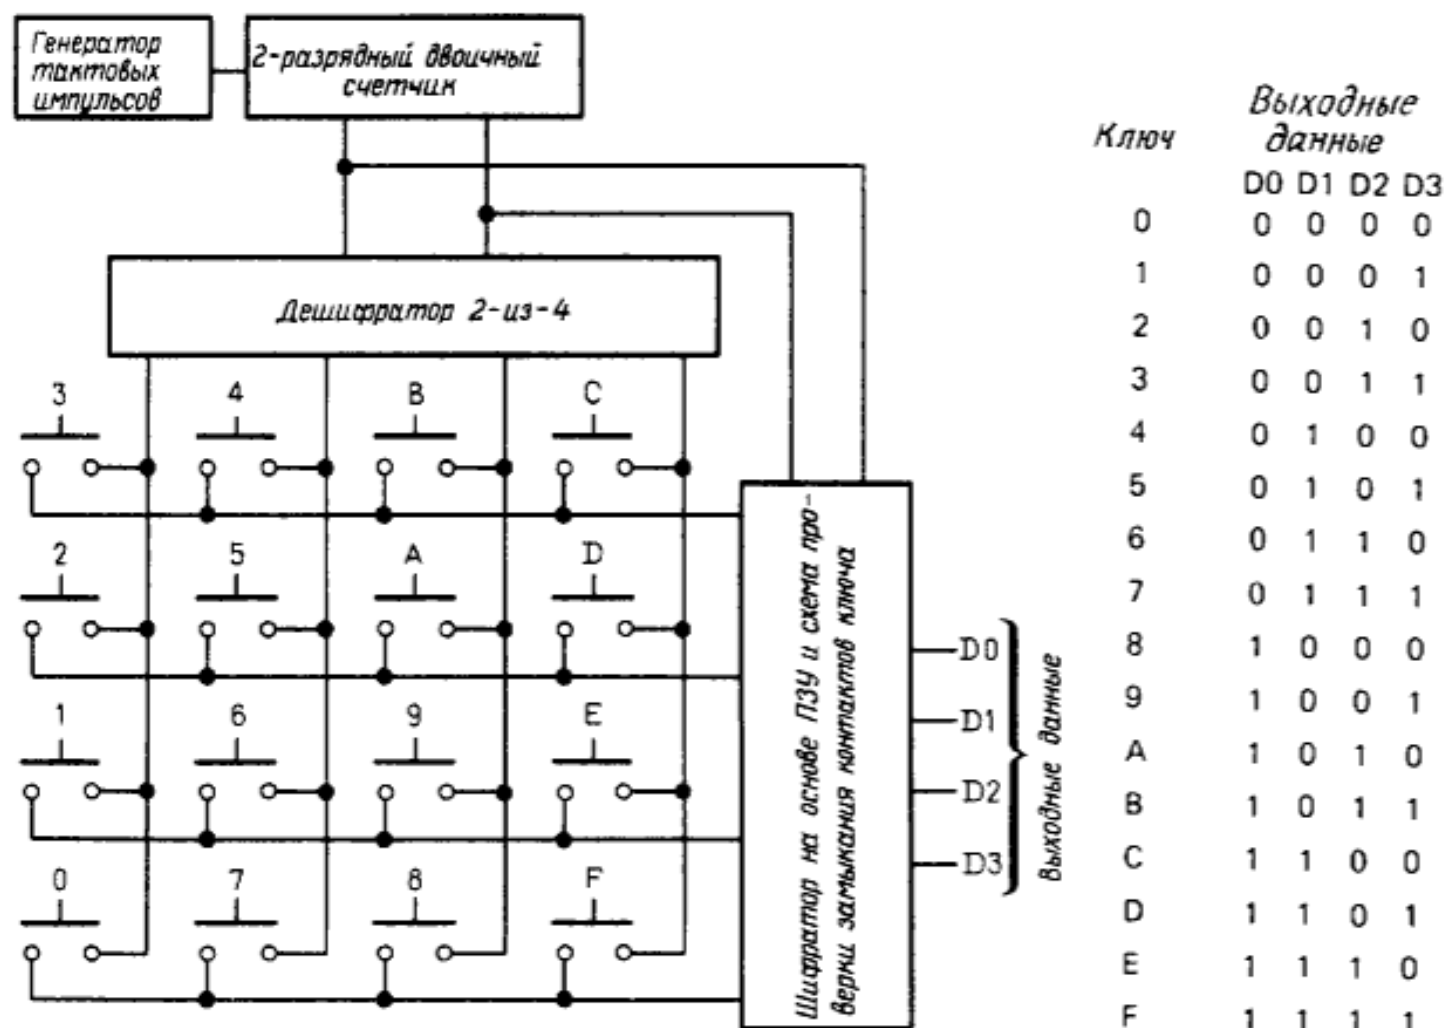 Генератор
тактовых
импульсов
2-разрядный двоичный
счетчик
Дешифратор 2-из-4
3 4 B C
2 5 A D
1 6 9 E
0 7 8 F
Шифратор на основе ПЗУ и схема про-
верки замыкания контактов ключа
D0
D1
D2
D3
Выходные данные
Ключ
Выходные
данные
D0 D1 D2 D3
0 0 0 0 0
1 0 0 0 1
2 0 0 1 0
3 0 0 1 1
4 0 1 0 0
5 0 1 0 1
6 0 1 1 0
7 0 1 1 1
8 1 0 0 0
9 1 0 0 1
A 1 0 1 0
B 1 0 1 1
C 1 1 0 0
D 1 1 0 1
E 1 1 1 0
F 1 1 1 1